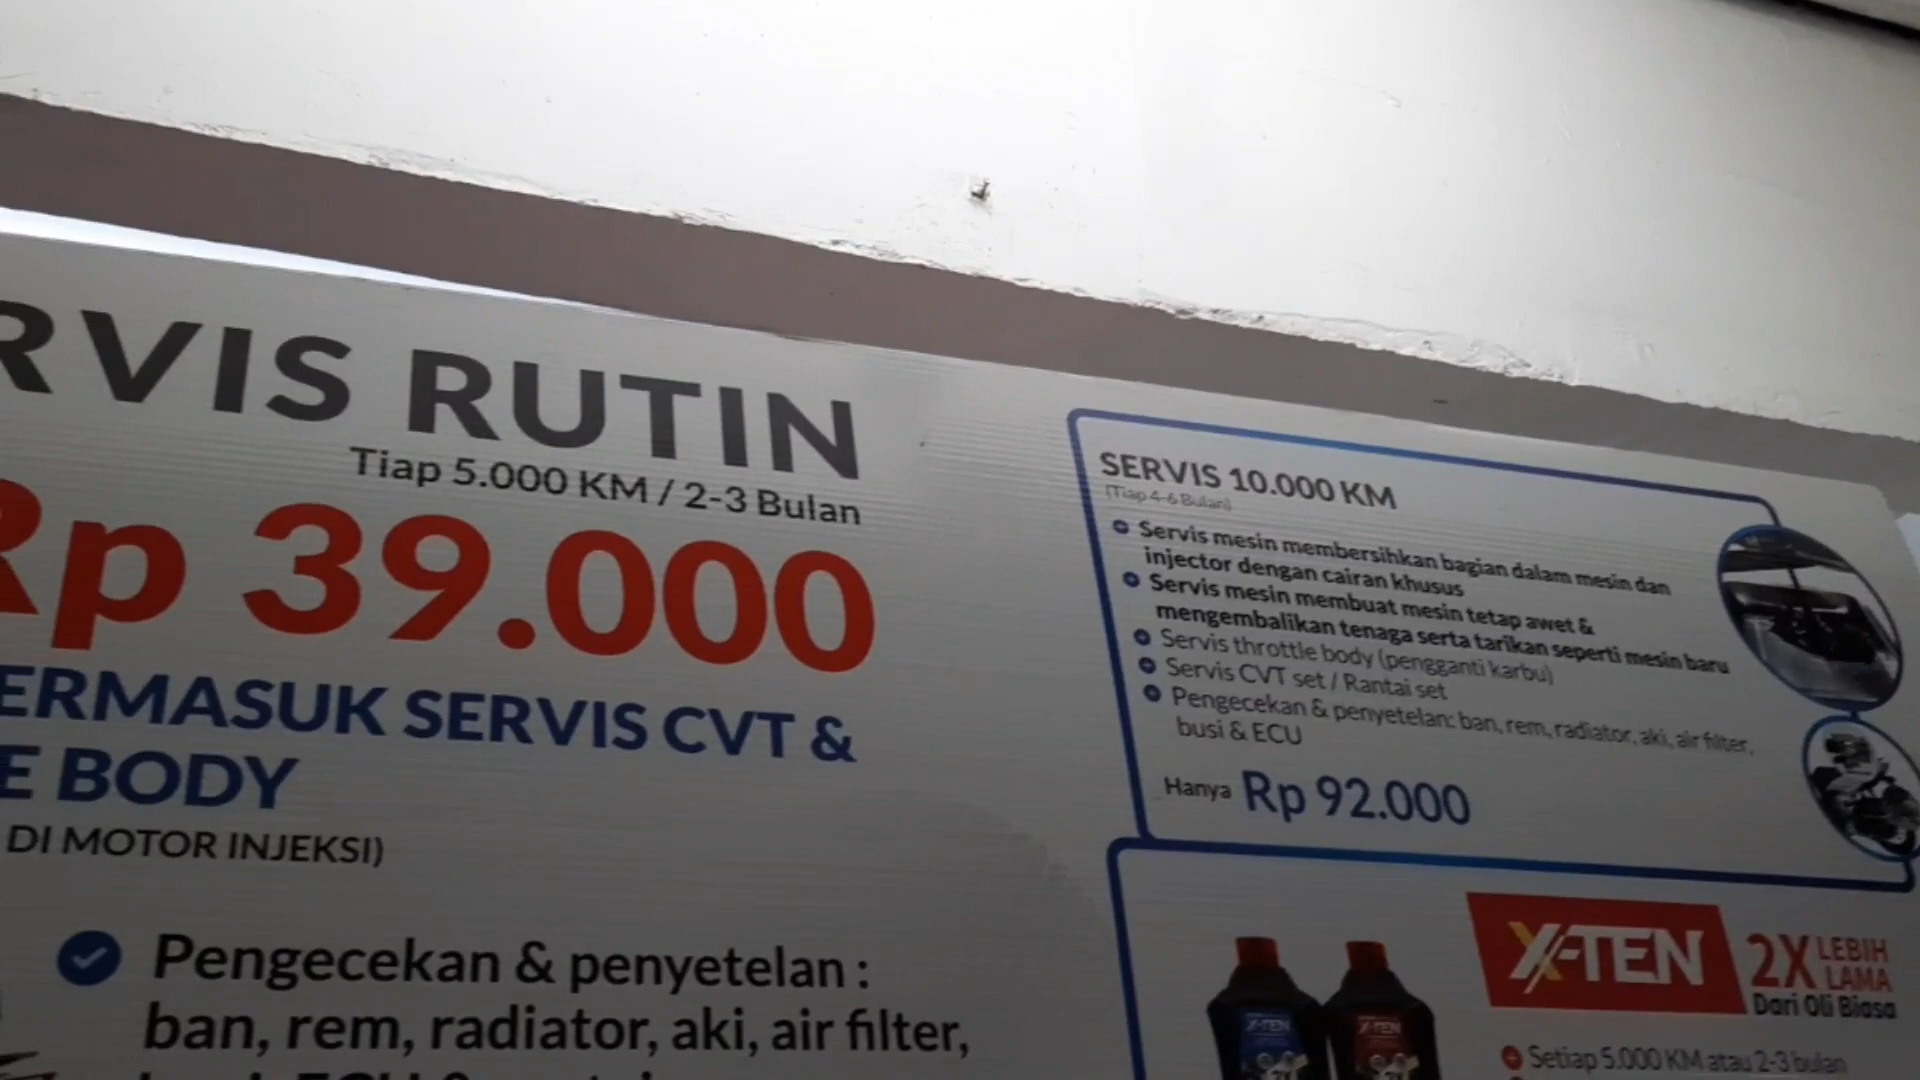 RVIS RUTIN
Tiap 5.000 KM / 2-3 Bulan
Rp 39.000
ERMASUK SERVIS CVT &
E BODY
DI MOTOR INJEKSI)
Pengecekan & penyetelan :
ban, rem, radiator, aki, air filter,
SERVIS 10.000 KM
(Tiap 4-6 Bulan)
Servis mesin membersihkan bagian dalam mesin dan
injector dengan cairan khusus
Servis mesin membuat mesin tetap awet &
mengembalikan tenaga serta tarikan seperti mesin baru
Servis throttle body (pengganti karbu)
Servis CVT set / Rantai set
Pengecekan & penyetelan: ban, rem, radiator, aki, air filter,
busi & ECU
Hanya Rp 92.000
X-TEN
2X LEBIH
LAMA
Dari Oli Biasa
X-TEN
X-TEN
Setiap 5.000 KM atau 2-3 bulan